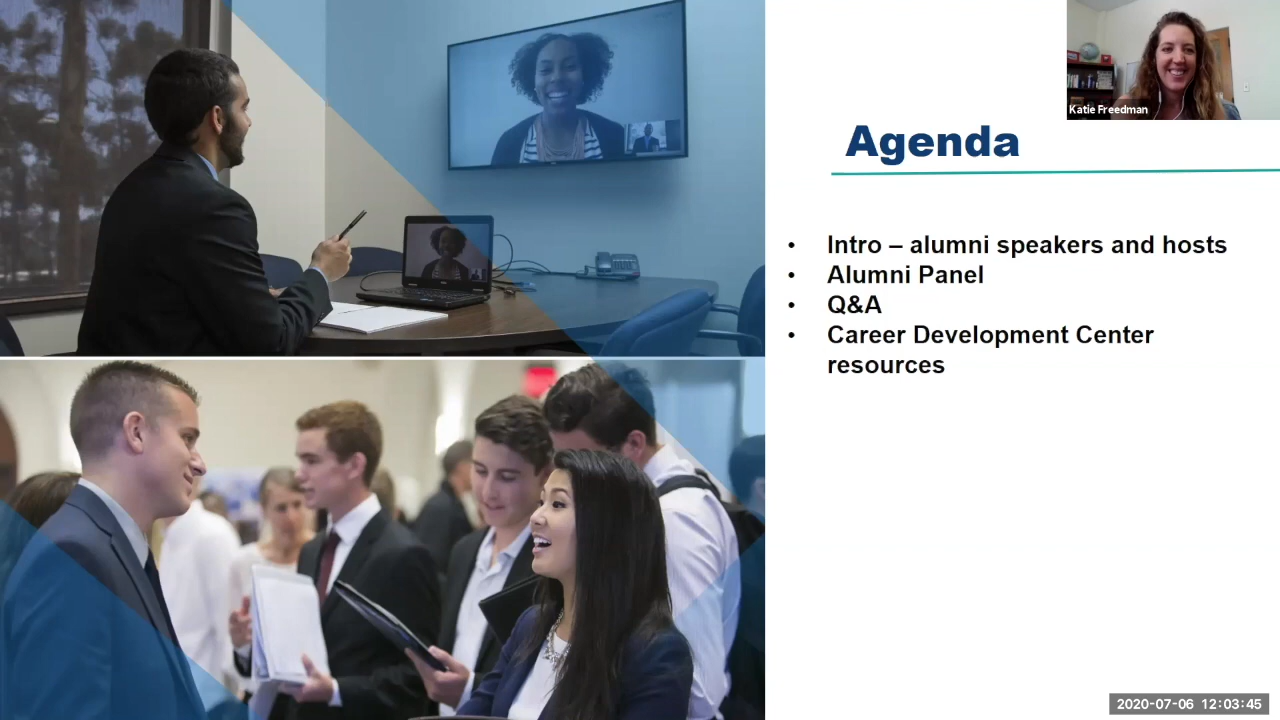 Katie Freedman
Agenda
• Intro – alumni speakers and hosts
• Alumni Panel
• Q&A
• Career Development Center
resources
2020-07-06 12:03:45